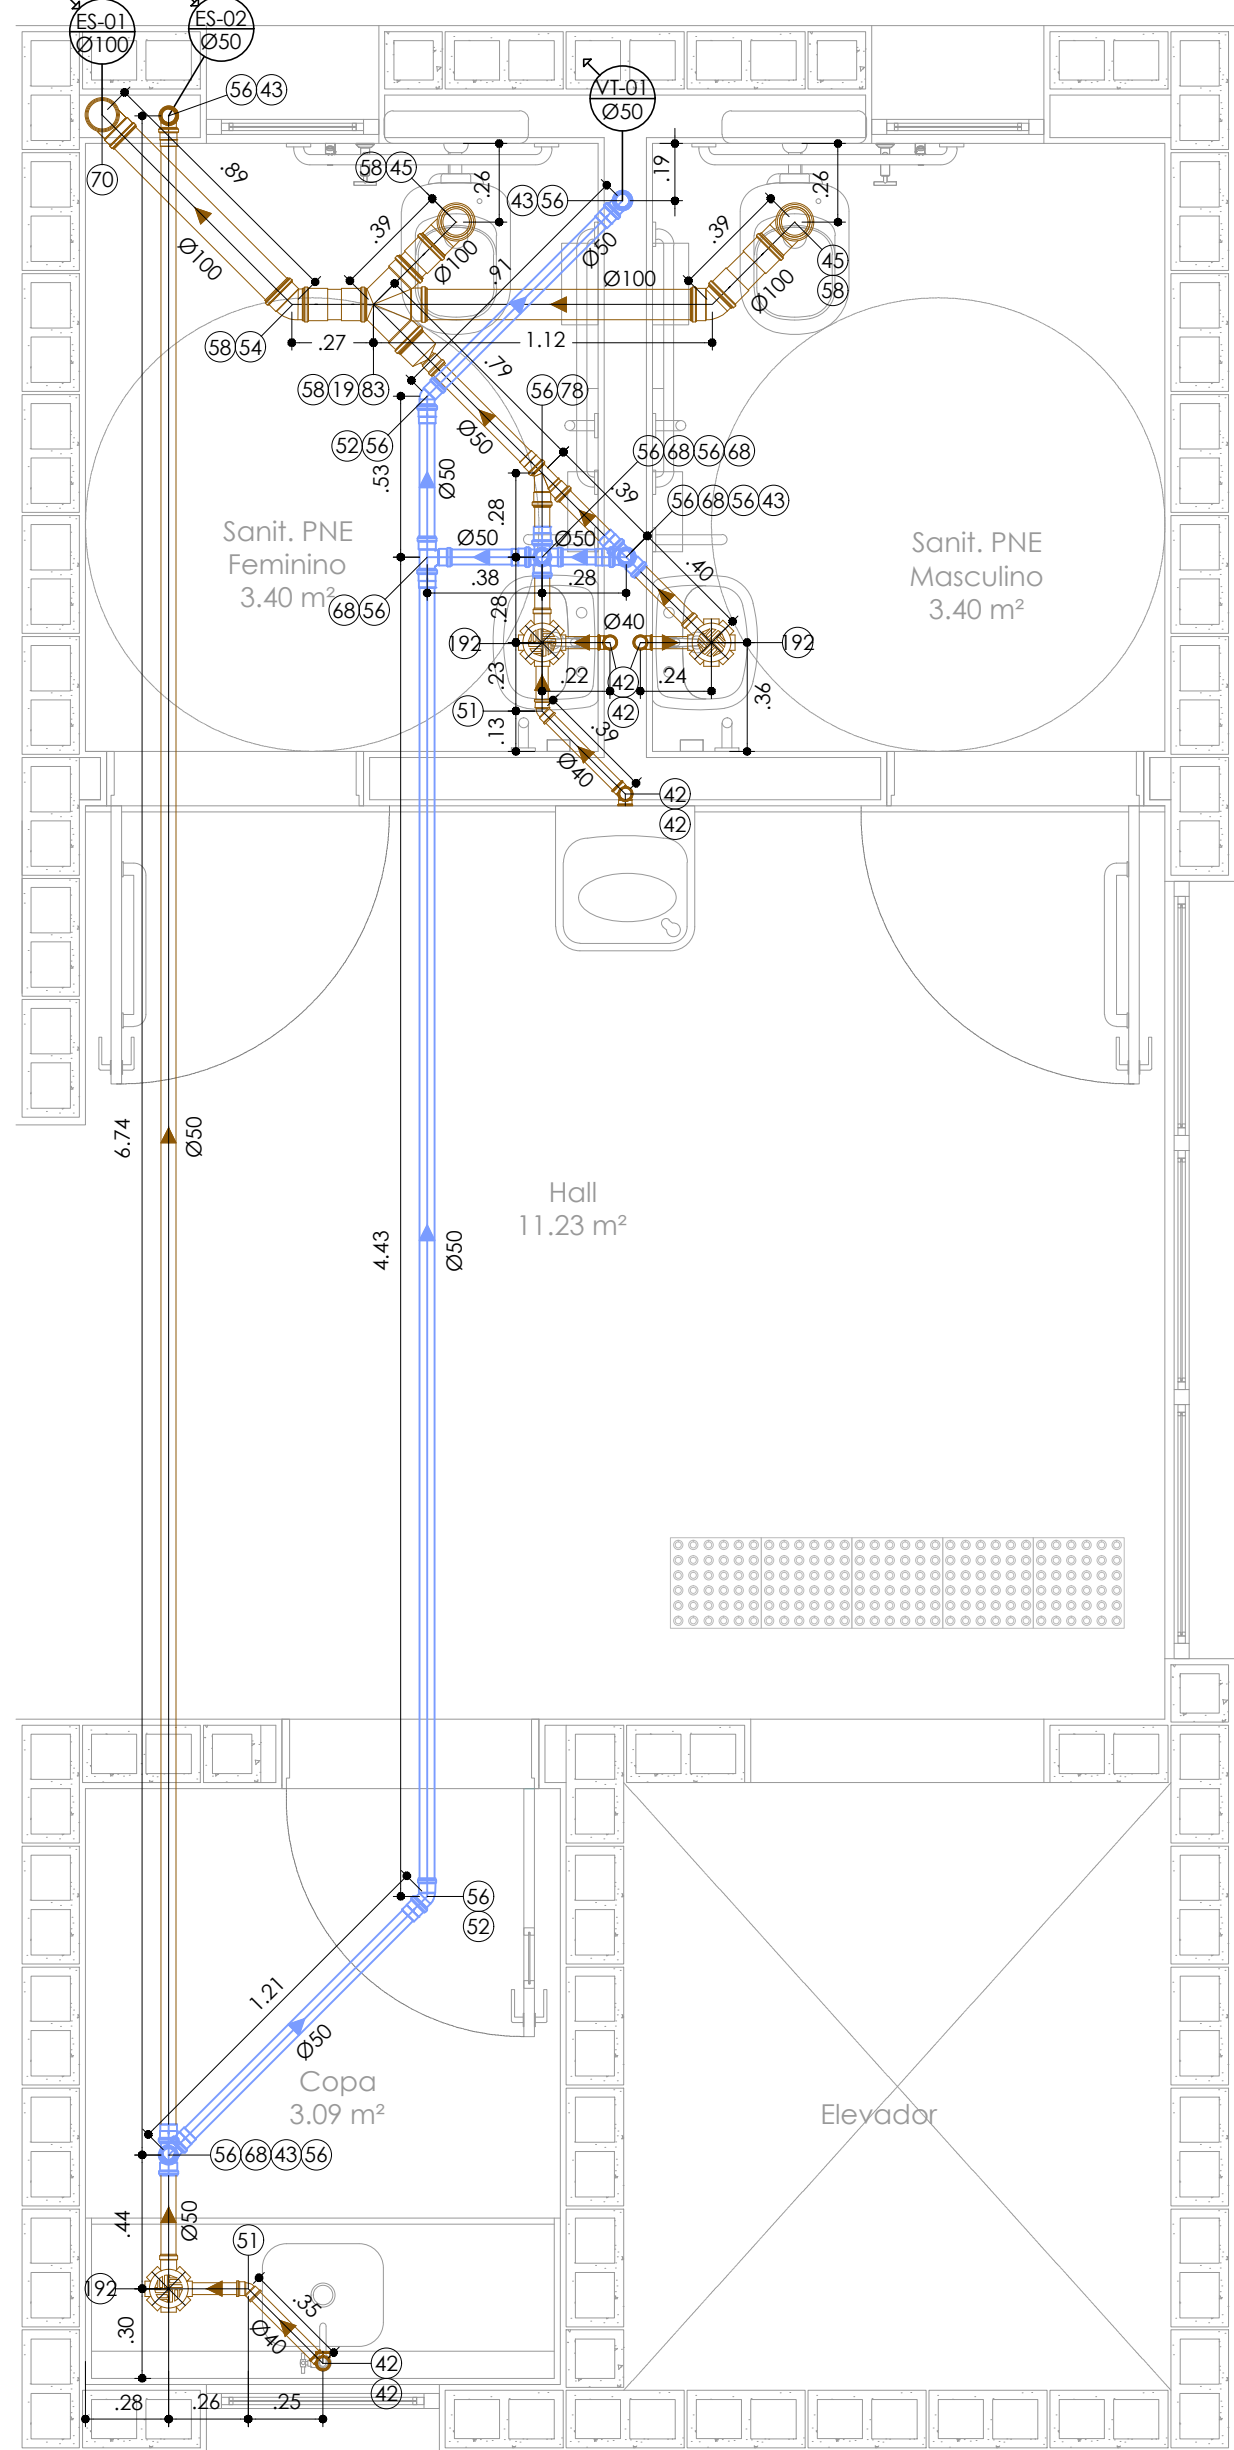 ES-01
Ø100
ES-02
Ø50
56 43
VT-01
Ø50
70
.89
Ø100
58 45
.26
43 56
.19
.39
Ø100
.91
Ø50
.39
.26
Ø100
Ø100
45
58
58 54
.27
1.12
58 19 83
.79
56 78
52 56
Ø50
56 68 56 68
.53
Ø50
.39
56 68 56 43
.28
Sanit. PNE
Feminino
3.40 m²
Sanit. PNE
Masculino
3.40 m²
Ø50
Ø50
.38
.28
.40
68 56
.28
Ø40
192
192
.23
.22
42
.24
.36
51
42
.13
.39
Ø40
42
42
6.74
Ø50
Hall
11.23 m²
4.43
Ø50
56
52
1.21
Ø50
Copa
3.09 m²
Elevador
56 68 43 56
.44
Ø50
51
192
.35
.30
Ø40
42
42
.28
.26
.25